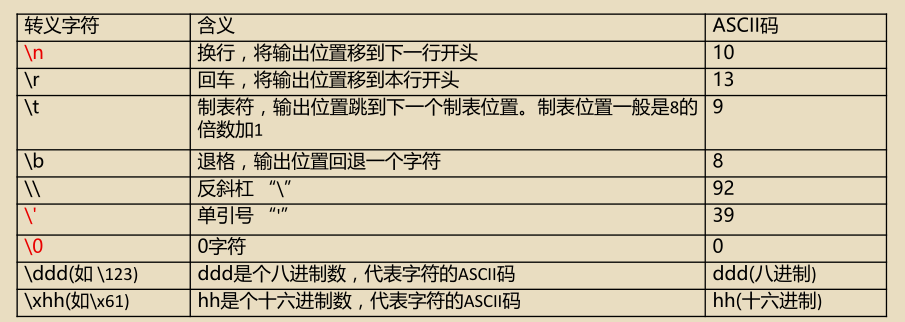 转义字符 含义 ASCII码
\n 换行，将输出位置移到下一行开头 10
\r 回车，将输出位置移到本行开头 13
\t 制表符，输出位置跳到下一个制表位置。制表位置一般是8的 9
倍数加1
\b 退格，输出位置回退一个字符 8
\\ 反斜杠 “\” 92
\' 单引号 “'” 39
\0 0字符 0
\ddd(如 \123) ddd是个八进制数，代表字符的ASCII码 ddd(八进制)
\xhh(如\x61) hh是个十六进制数，代表字符的ASCII码 hh(十六进制)